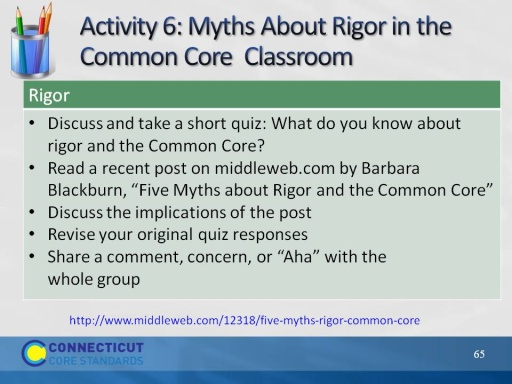 Activity 6: Myths About Rigor in the
Common Core Classroom
Rigor
• Discuss and take a short quiz: What do you know about
rigor and the Common Core?
• Read a recent post on middleweb.com by Barbara
Blackburn, “Five Myths about Rigor and the Common Core”
• Discuss the implications of the post
• Revise your original quiz responses
• Share a comment, concern, or “Aha” with the
whole group
http://www.middleweb.com/12318/five-myths-rigor-common-core
CONNECTICUT
CORE STANDARDS
65